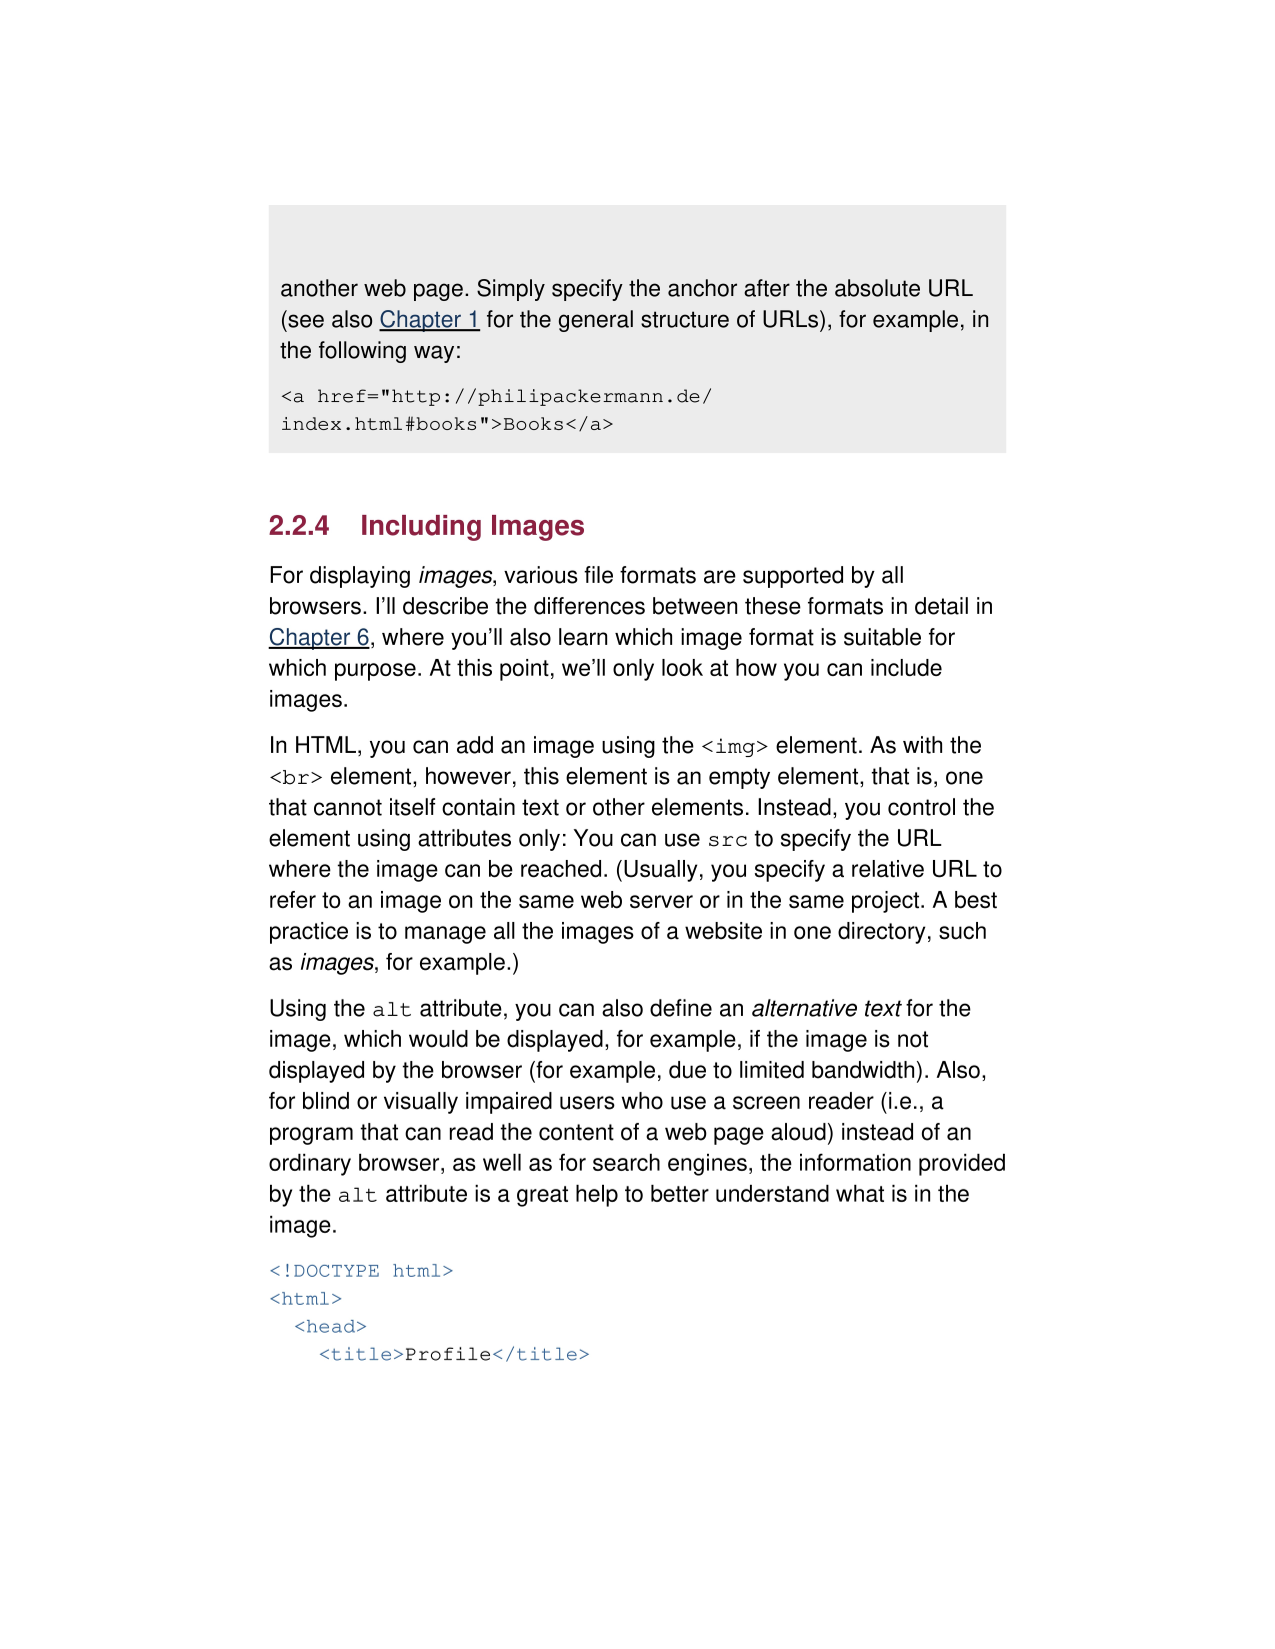 another web page. Simply specify the anchor after the absolute URL
(see also Chapter 1 for the general structure of URLs), for example, in
the following way:
<a href="http://philipackermann.de/
index.html#books">Books</a>
2.2.4 Including Images
For displaying images, various file formats are supported by all
browsers. I’ll describe the differences between these formats in detail in
Chapter 6, where you’ll also learn which image format is suitable for
which purpose. At this point, we’ll only look at how you can include
images.
In HTML, you can add an image using the <img> element. As with the
<br> element, however, this element is an empty element, that is, one
that cannot itself contain text or other elements. Instead, you control the
element using attributes only: You can use src to specify the URL
where the image can be reached. (Usually, you specify a relative URL to
refer to an image on the same web server or in the same project. A best
practice is to manage all the images of a website in one directory, such
as images, for example.)
Using the alt attribute, you can also define an alternative text for the
image, which would be displayed, for example, if the image is not
displayed by the browser (for example, due to limited bandwidth). Also,
for blind or visually impaired users who use a screen reader (i.e., a
program that can read the content of a web page aloud) instead of an
ordinary browser, as well as for search engines, the information provided
by the alt attribute is a great help to better understand what is in the
image.
<!DOCTYPE html>
<html>
  <head>
    <title>Profile</title>